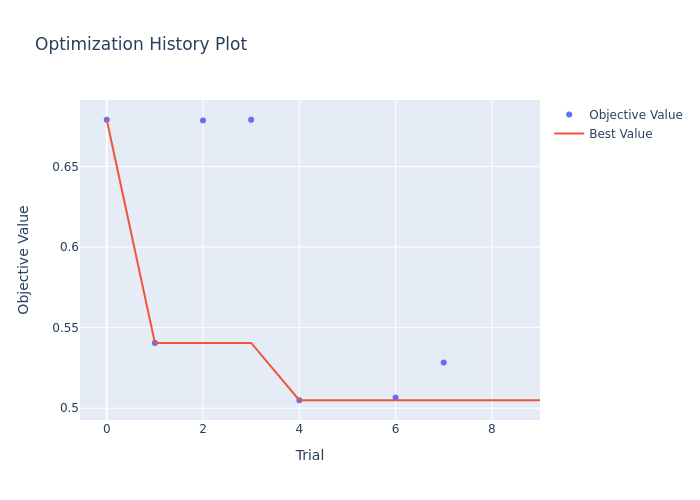 Optimization History Plot
Objective Value
Best Value
0.65
0.6
0.55
0.5
Objective Value
0
2
4
6
8
Trial